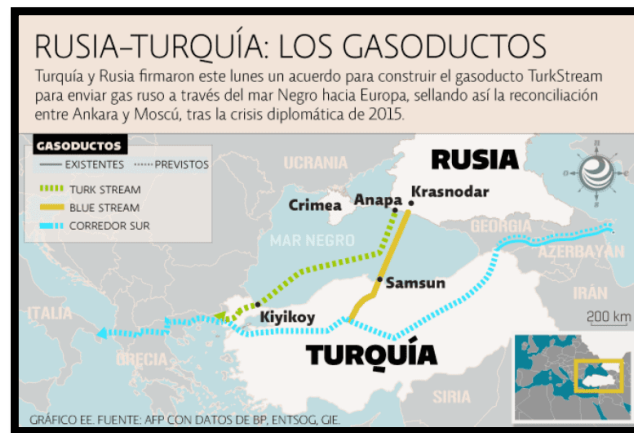 RUSIA-TURQUÍA: LOS GASODUCTOS
Turquía y Rusia firmaron este lunes un acuerdo para construir el gasoducto TurkStream
para enviar gas ruso a través del mar Negro hacia Europa, sellando así la reconciliación
entre Ankara y Moscú, tras la crisis diplomática de 2015.
GASODUCTOS
EXISTENTES
PREVISTOS
TURK STREAM
BLUE STREAM
CORREDOR SUR
UCRANIA
RUSIA
Crimea
Anapa
Krasnodar
MAR NEGRO
GEORGIA
AZERBAYÁN
Samsun
ITALIA
Kiyikoy
IRÁN
200 km
GRECIA
TURQUÍA
SIRIA
GRÁFICO EE. FUENTE: AFP CON DATOS DE BP, ENTSOG, GIE.